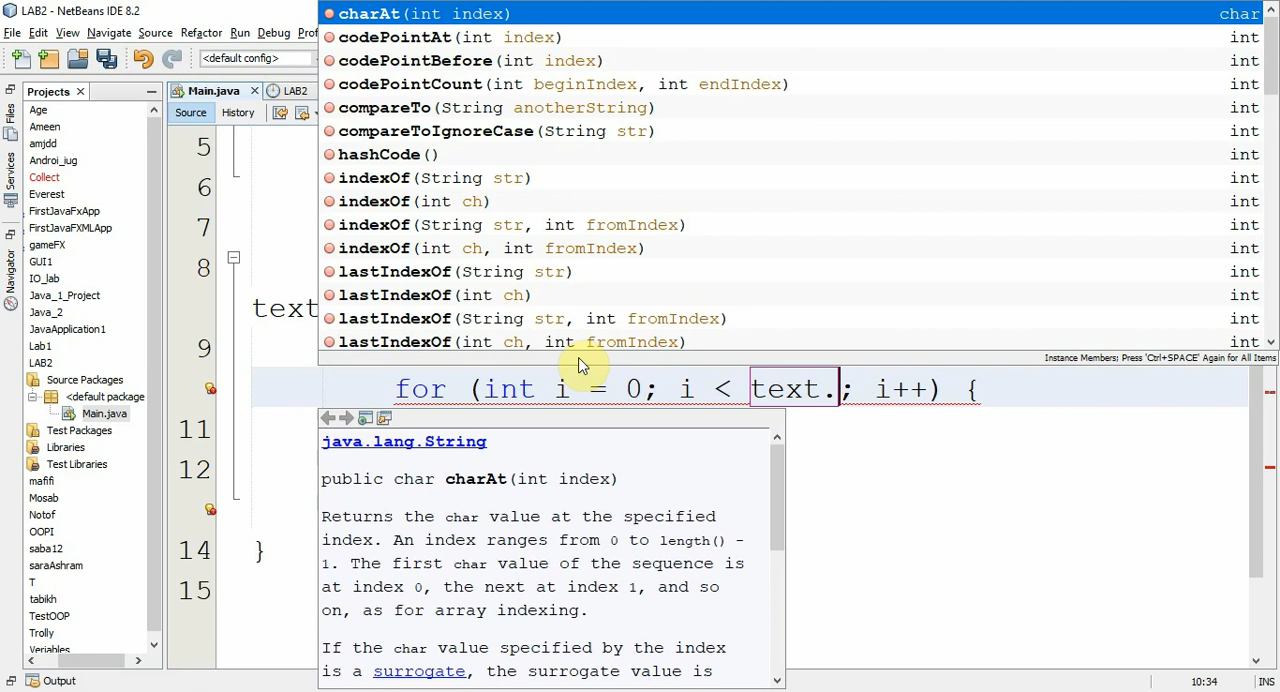 LAB2 - NetBeans IDE 8.2
File Edit View Navigate Source Refactor Run Debug Prof
<default config>
Projects
Main.java
LAB2
Source History
Files
Services
Navigator
Age
Ameen
amjdd
Androi_iug
Collect
Everest
FirstJavaFxApp
FirstJavaFXMLApp
gameFX
GUI1
IO_lab
Java_1_Project
Java_2
JavaApplication1
Lab1
LAB2
Source Packages
<default package
Main.java
Test Packages
Libraries
Test Libraries
mafifi
Mosab
Notof
OOPI
saba12
saraAshram
T
tabikh
TestOOP
Trolly
Veriables
charAt(int index) char
codePointAt(int index) int
codePointBefore(int index) int
codePointCount(int beginIndex, int endIndex) int
compareTo(String anotherString) int
compareToIgnoreCase(String str) int
hashCode() int
indexOf(String str) int
indexOf(int ch) int
indexOf(String str, int fromIndex) int
indexOf(int ch, int fromIndex) int
lastIndexOf(String str) int
lastIndexOf(int ch) int
lastIndexOf(String str, int fromIndex) int
lastIndexOf(int ch, int fromIndex) int
Instance Members; Press 'Ctrl+SPACE' Again for All Items
5
6
7
8
text
9
for (int i = 0; i < text.; i++) {
11
12
14 }
15
java.lang.String
public char charAt(int index)
Returns the char value at the specified
index. An index ranges from 0 to length() -
1. The first char value of the sequence is
at index 0, the next at index 1, and so
on, as for array indexing.
If the char value specified by the index
is a surrogate, the surrogate value is
Output
10:34 INS